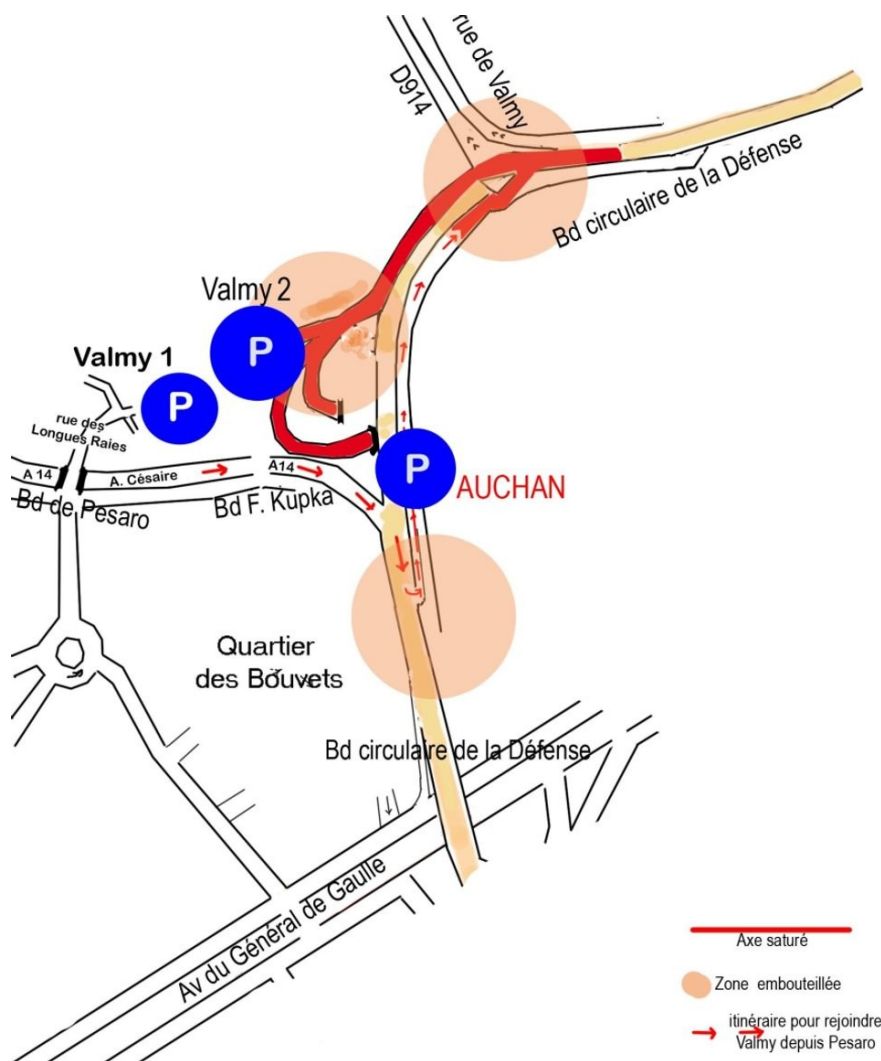 rue de Valmy
D914
Bd circulaire de la Défense
Valmy 2
P
Valmy 1
P
rue des
Longues Raies
A 14
A. Césaire
A14
P
AUCHAN
Bd de Pesaro
Bd F. Kupka
Quartier
des Bouvets
Bd circulaire de la Défense
Av du Général de Gaulle
Axe saturé
Zone embouteillée
itinéraire pour rejoindre
Valmy depuis Pesaro